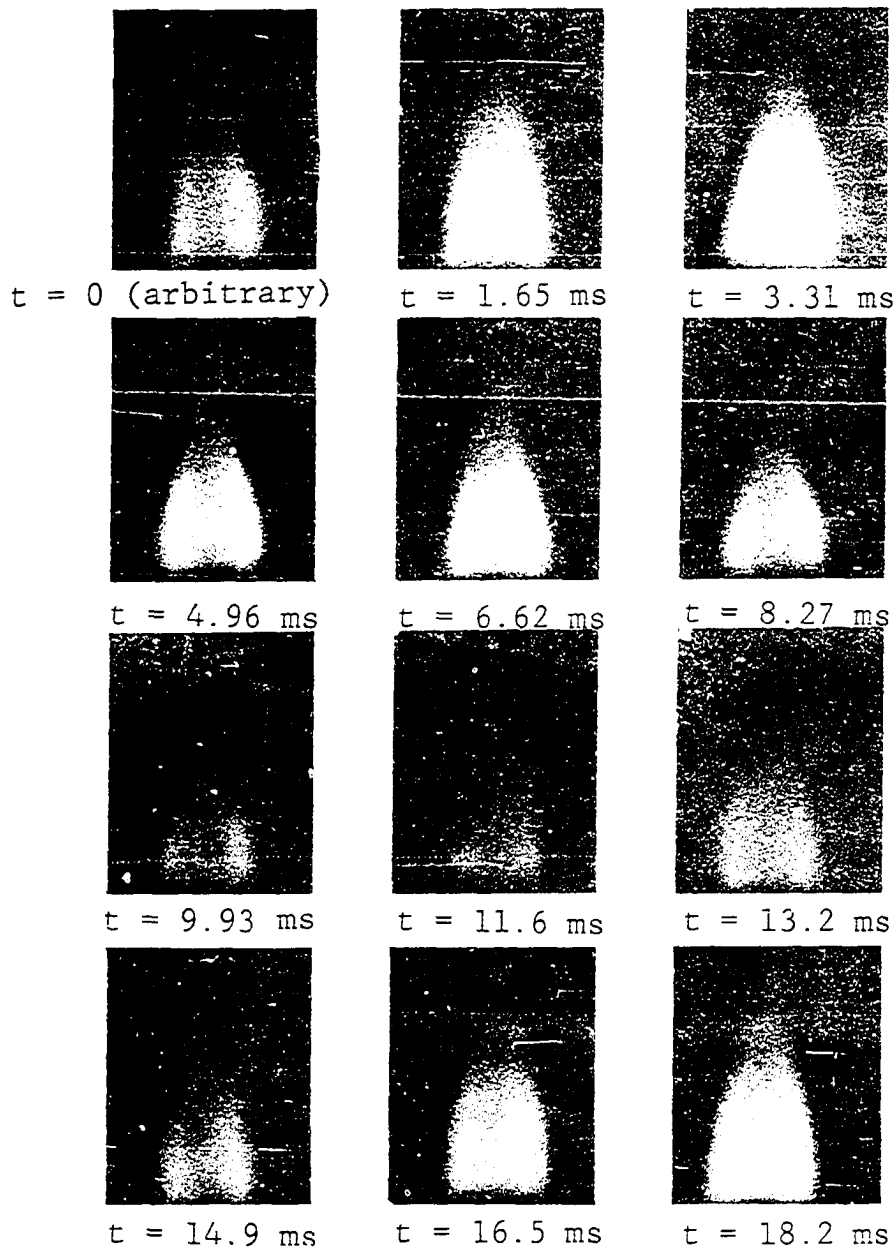 t = 0 (arbitrary)
t = 1.65 ms
t = 3.31 ms
t = 4.96 ms
t = 6.62 ms
t = 8.27 ms
t = 9.93 ms
t = 11.6 ms
t = 13.2 ms
t = 14.9 ms
t = 16.5 ms
t = 18.2 ms